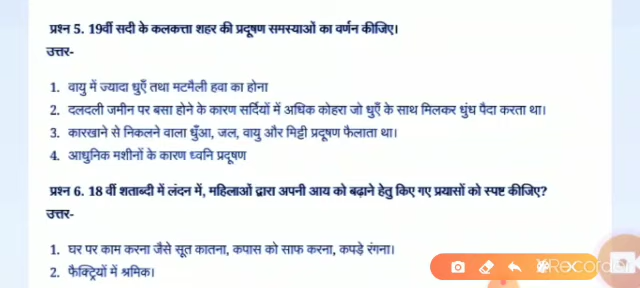 प्रश्न 5. 19वीं सदी के कलकत्ता शहर की प्रदूषण समस्याओं का वर्णन कीजिए।
उत्तर-
1. वायु में ज्यादा धुएँ तथा मटमैली हवा का होना
2. दलदली जमीन पर बसा होने के कारण सर्दियों में अधिक कोहरा जो धुएँ के साथ मिलकर धुंध पैदा करता था।
3. कारखाने से निकलने वाला धुँआ, जल, वायु और मिट्टी प्रदूषण फैलाता था।
4. आधुनिक मशीनों के कारण ध्वनि प्रदूषण
प्रश्न 6. 18 वीं शताब्दी में लंदन में, महिलाओं द्वारा अपनी आय को बढ़ाने हेतु किए गए प्रयासों को स्पष्ट कीजिए?
उत्तर-
1. घर पर काम करना जैसे सूत कातना, कपास को साफ करना, कपड़े रंगना।
2. फैक्ट्रियों में श्रमिक।